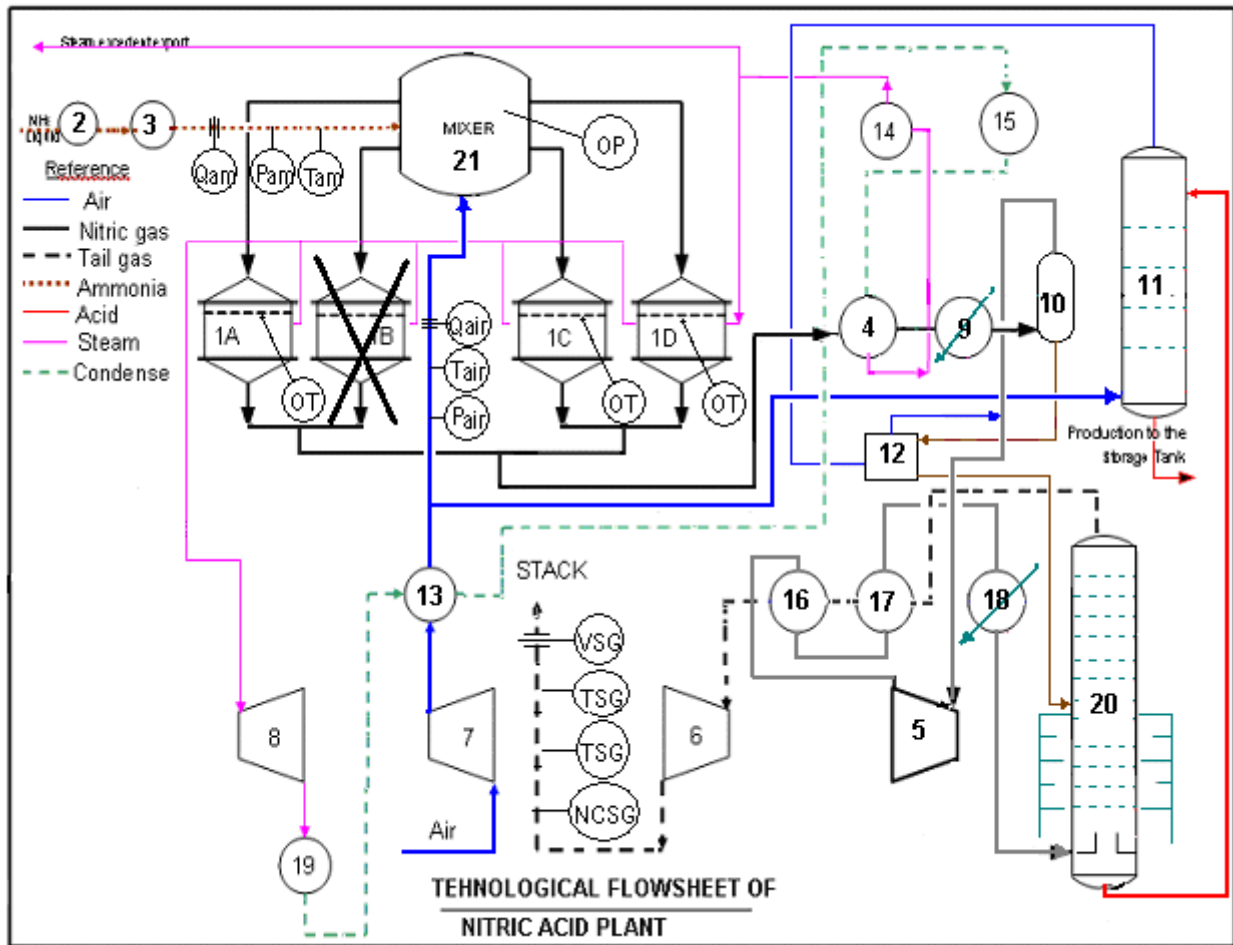 Steam
2
3
NH3
MIXER
21
OP
14
15
Qam
Pam
Tam
Reference
Air
Nitric gas
Tail gas
Ammonia
Acid
Steam
Condense
1A
1B
1C
1D
OT
OT
OT
Qair
Tair
Pair
4
9
10
11
12
Production to the
Storage Tank
13
STACK
16
17
18
VSG
TSG
TSG
NCSG
8
7
6
5
20
Air
19
TEHNOLOGICAL FLOWSHEET OF
NITRIC ACID PLANT